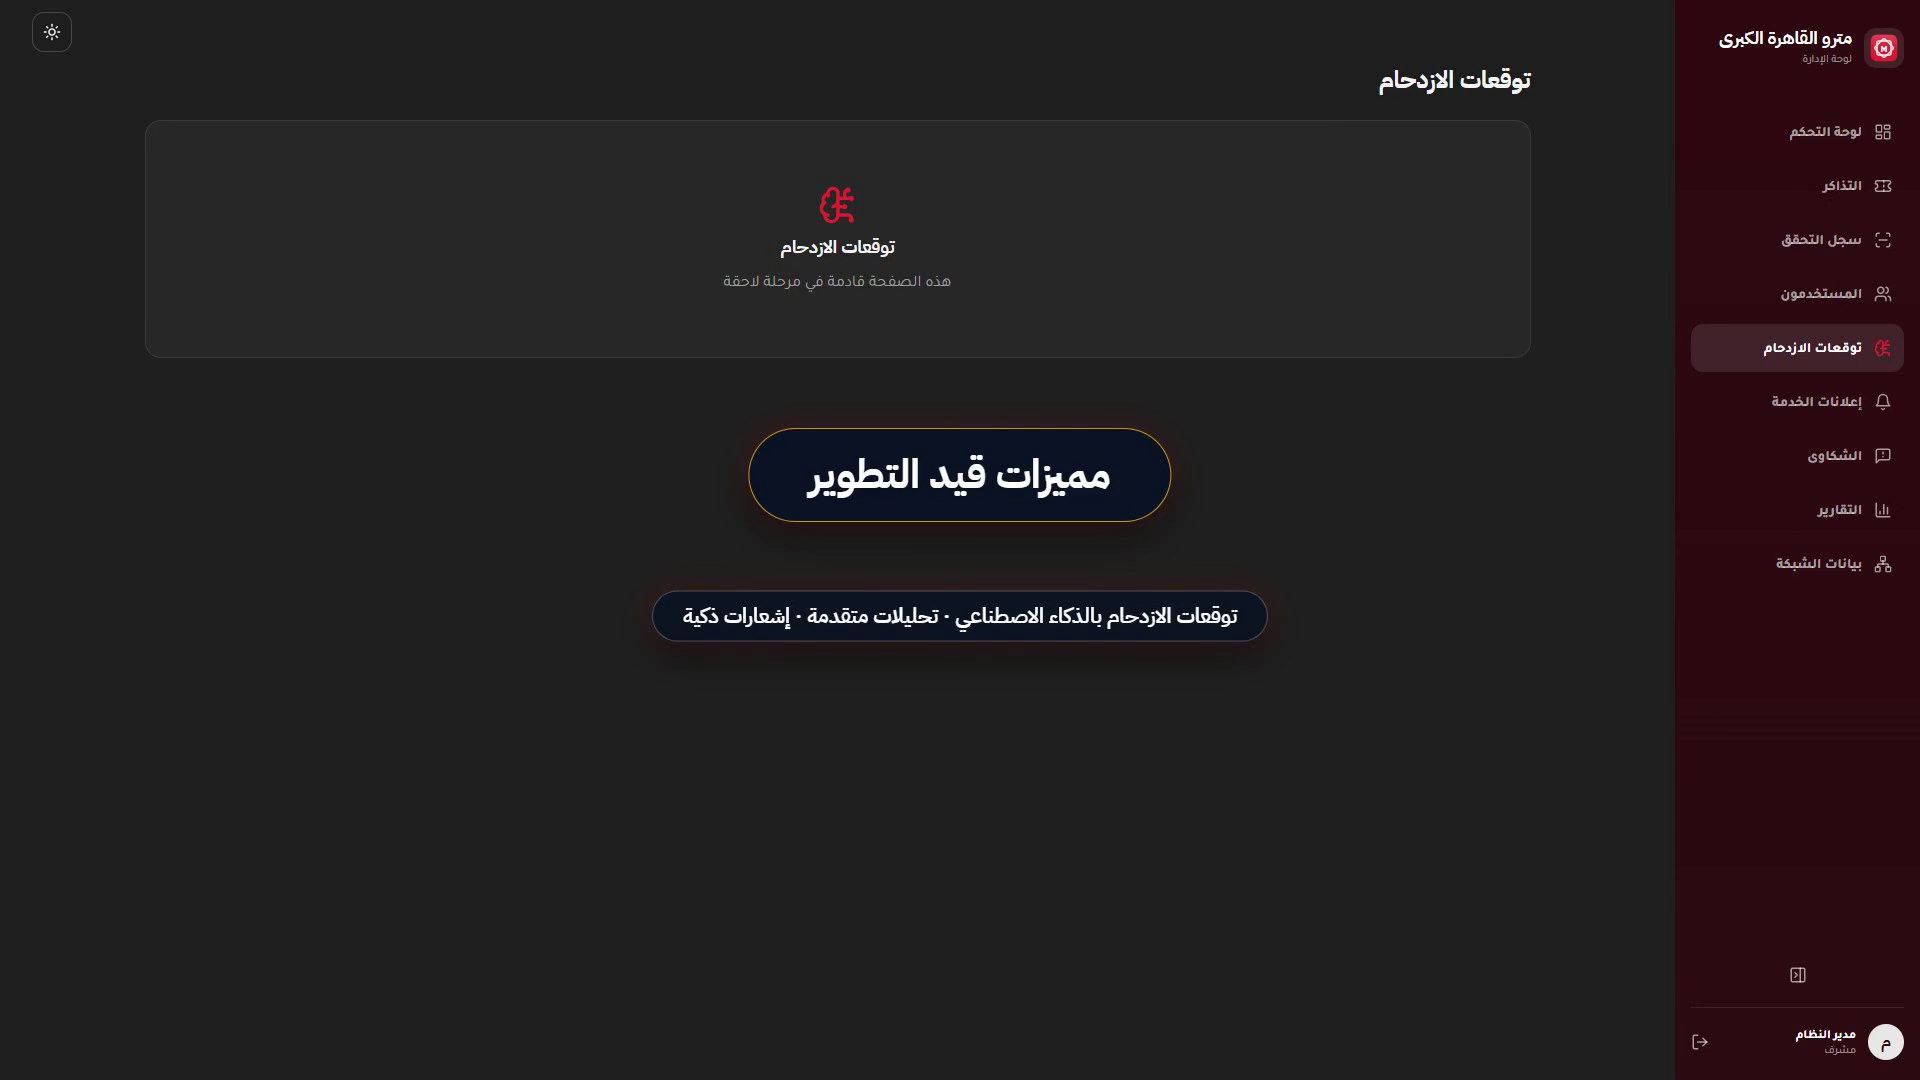 مترو القاهرة الكبرى
لوحة الإدارة
لوحة التحكم
التذاكر
سجل التحقق
المستخدمون
توقعات الازدحام
إعلانات الخدمة
الشكاوى
التقارير
بيانات الشبكة
مدير النظام
مشرف
م
توقعات الازدحام
توقعات الازدحام
هذه الصفحة قادمة في مرحلة لاحقة
مميزات قيد التطوير
توقعات الازدحام بالذكاء الاصطناعي · تحليلات متقدمة · إشعارات ذكية